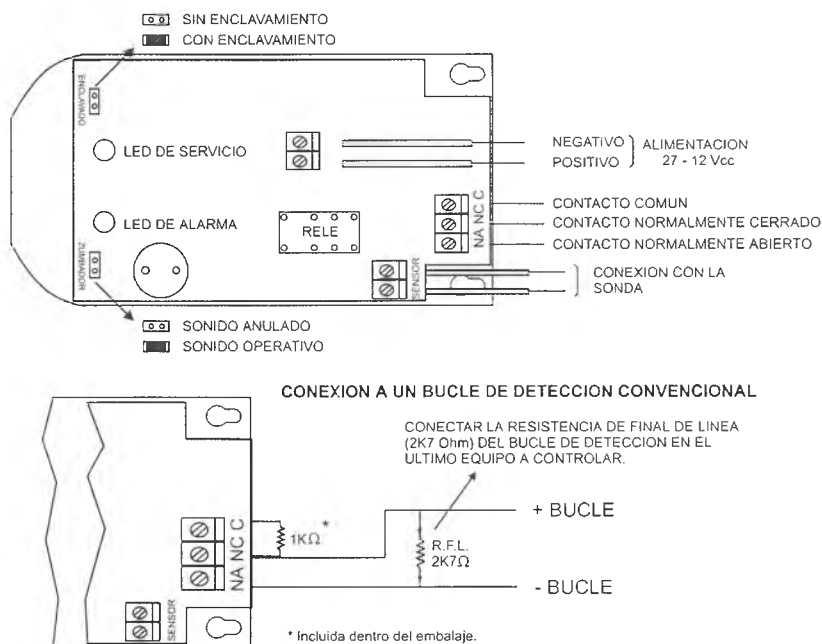 SIN ENCLAVAMIENTO
CON ENCLAVAMIENTO
ENCLAVADO
LED DE SERVICIO
NEGATIVO
POSITIVO
ALIMENTACION
27 - 12 Vcc
LED DE ALARMA
RELE
NA NC C
CONTACTO COMUN
CONTACTO NORMALMENTE CERRADO
CONTACTO NORMALMENTE ABIERTO
ZUMBADOR
SENSOR
CONEXION CON LA
SONDA
SONIDO ANULADO
SONIDO OPERATIVO
CONEXION A UN BUCLE DE DETECCION CONVENCIONAL
CONECTAR LA RESISTENCIA DE FINAL DE LINEA
(2K7 Ohm) DEL BUCLE DE DETECCION EN EL
ULTIMO EQUIPO A CONTROLAR.
+ BUCLE
NA NC C
1KΩ *
R.F.L.
2K7Ω
- BUCLE
SENSOR
* Incluida dentro del embalaje.